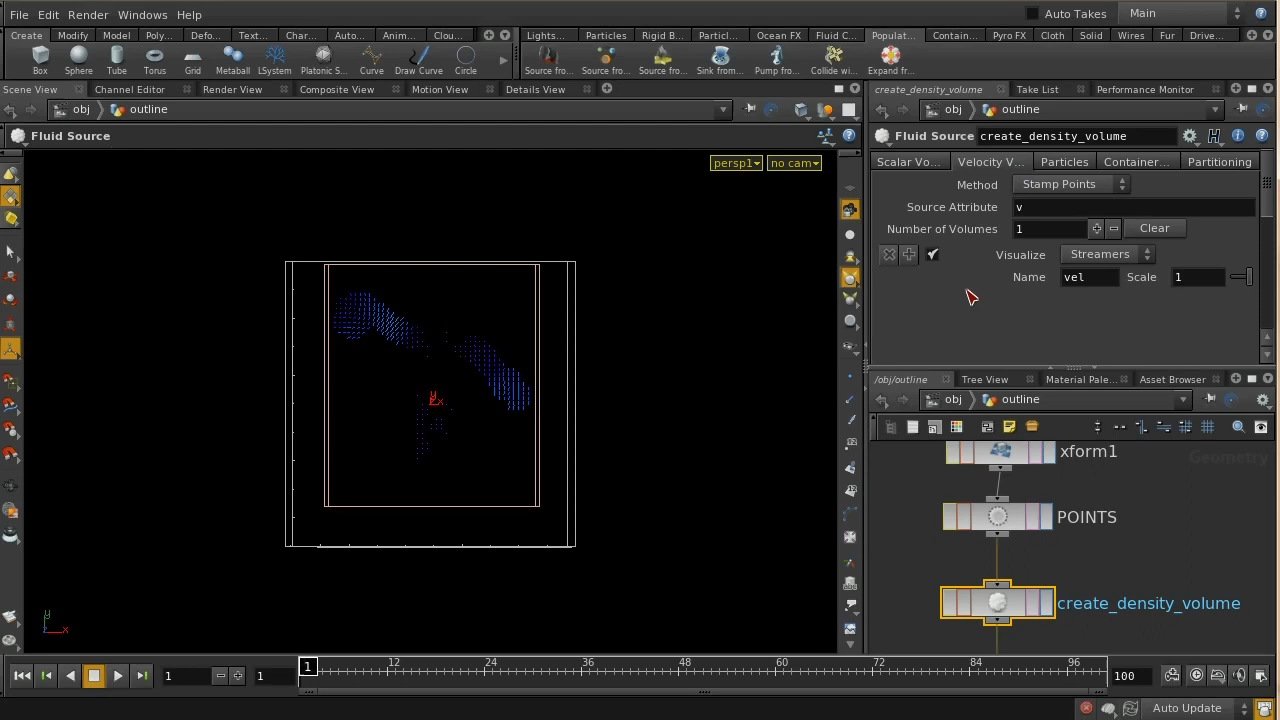 File Edit Render Windows Help Auto Takes Main
Create Modify Model Poly... Defo... Text... Char... Auto... Anim... Clou... Lights... Particles Rigid B... Particl... Ocean FX Fluid C... Populat... Contain... Pyro FX Cloth Solid Wires Fur Drive...
Box Sphere Tube Torus Grid Metaball LSystem Platonic S... Curve Draw Curve Circle Source fro... Source fro... Source fro... Sink from... Pump fro... Collide wi... Expand fr...
Scene View Channel Editor Render View Composite View Motion View Details View create_density_volume Take List Performance Monitor
obj outline obj outline
Fluid Source Fluid Source create_density_volume
persp1 no cam Scalar Vo... Velocity V... Particles Container... Partitioning
Method Stamp Points
Source Attribute v
Number of Volumes 1 Clear
Visualize Streamers
Name vel Scale 1
/obj/outline Tree View Material Pale... Asset Browser
obj outline
y x
xform1 Geometry
POINTS
create_density_volume
y x
1 1 1 12 24 36 48 60 72 84 96 100
Auto Update